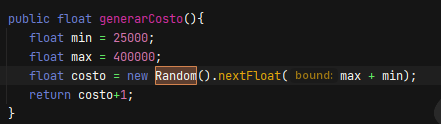 public float generarCosto(){
float min = 25000;
float max = 400000;
float costo = new Random().nextFloat( bound: max + min);
return costo+1;
}